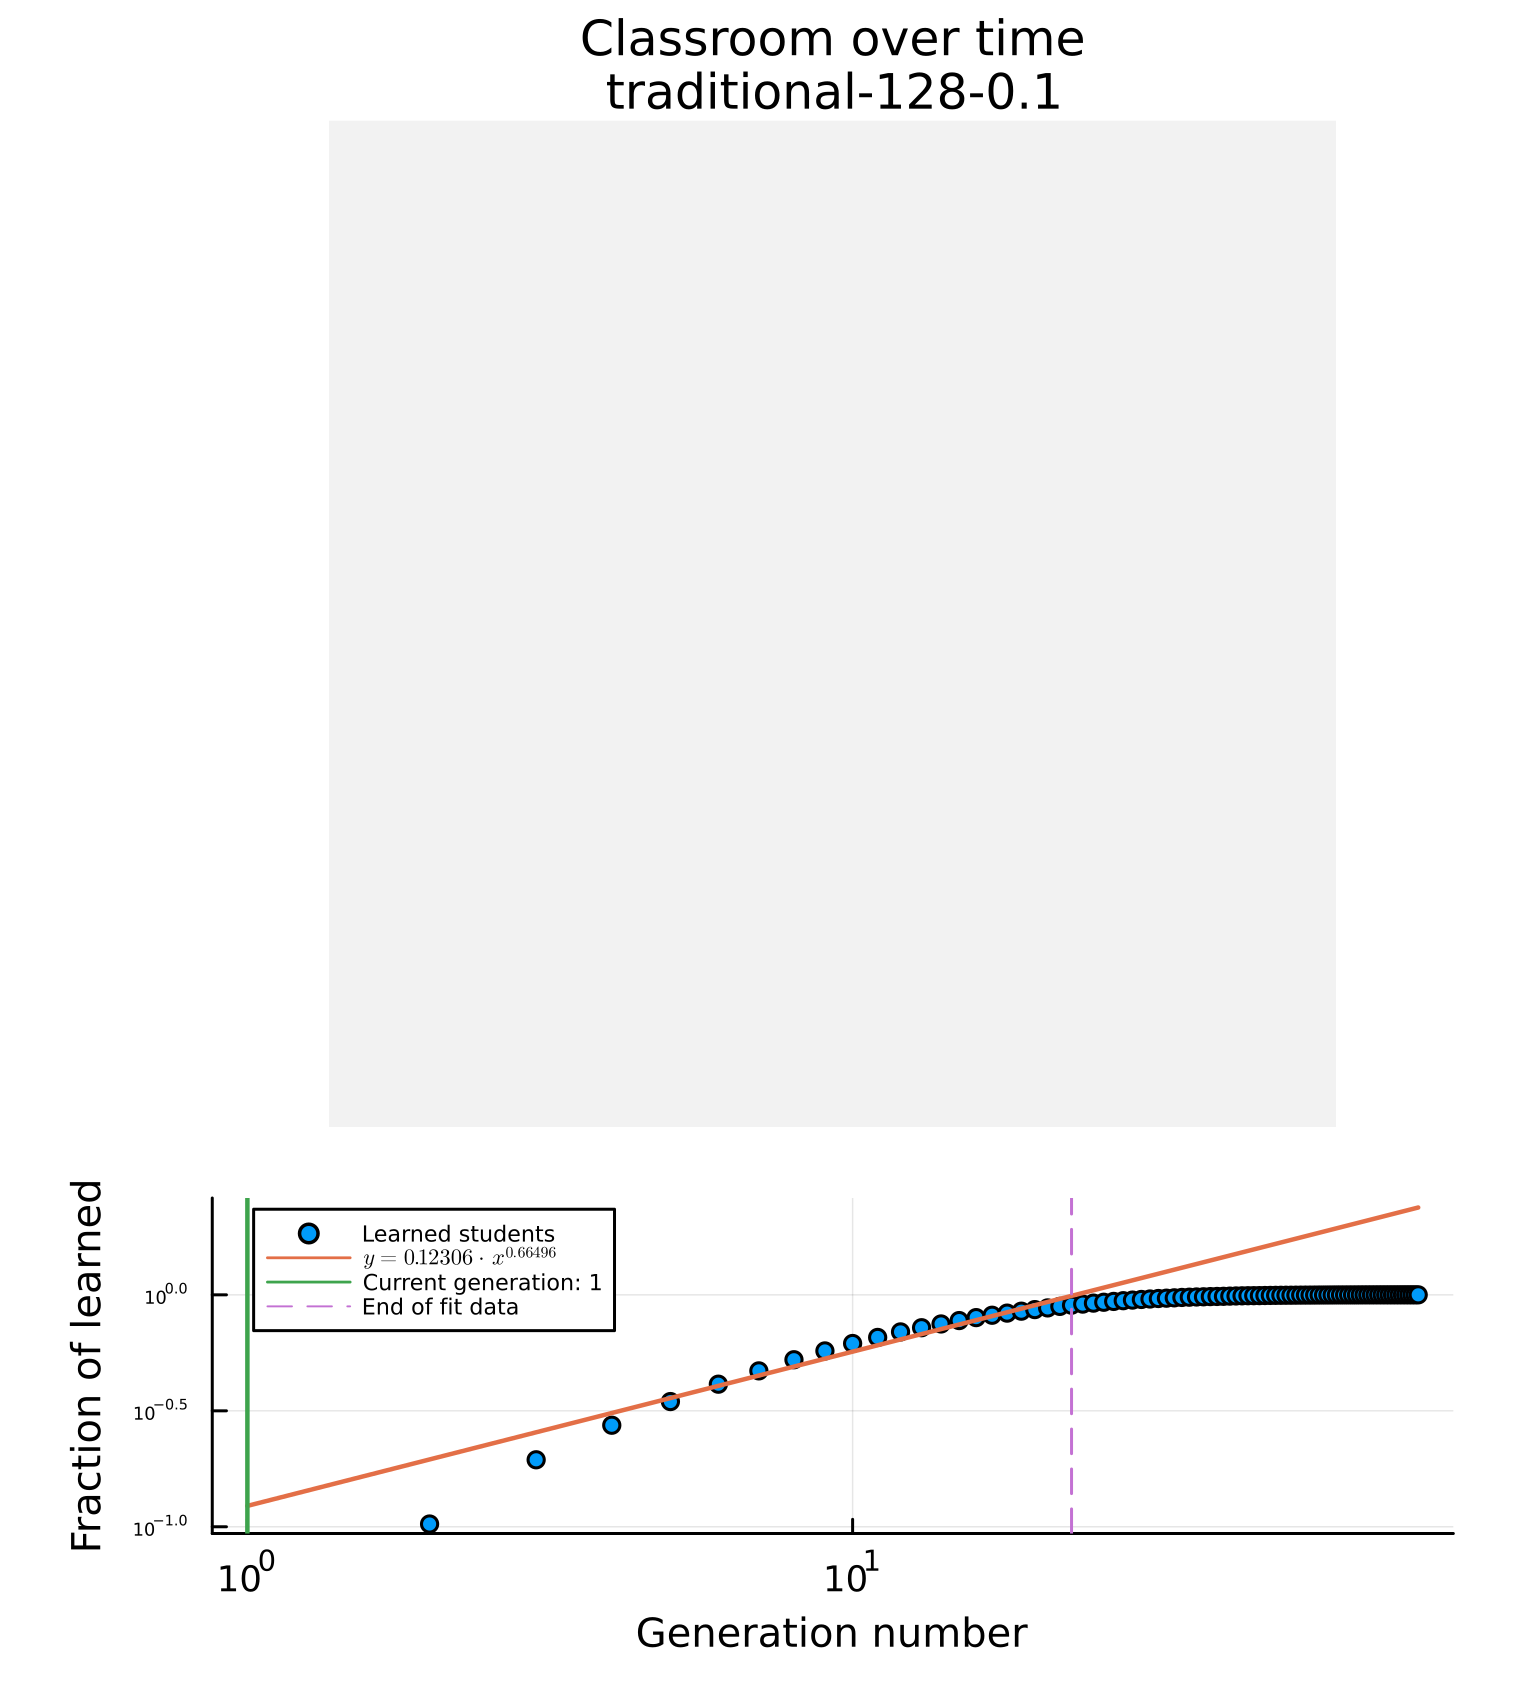 Classroom over time
traditional-128-0.1
Fraction of learned
10^0.0
10^-0.5
10^-1.0
Learned students
y = 0.12306 · x^0.66496
Current generation: 1
End of fit data
10^0
10^1
Generation number